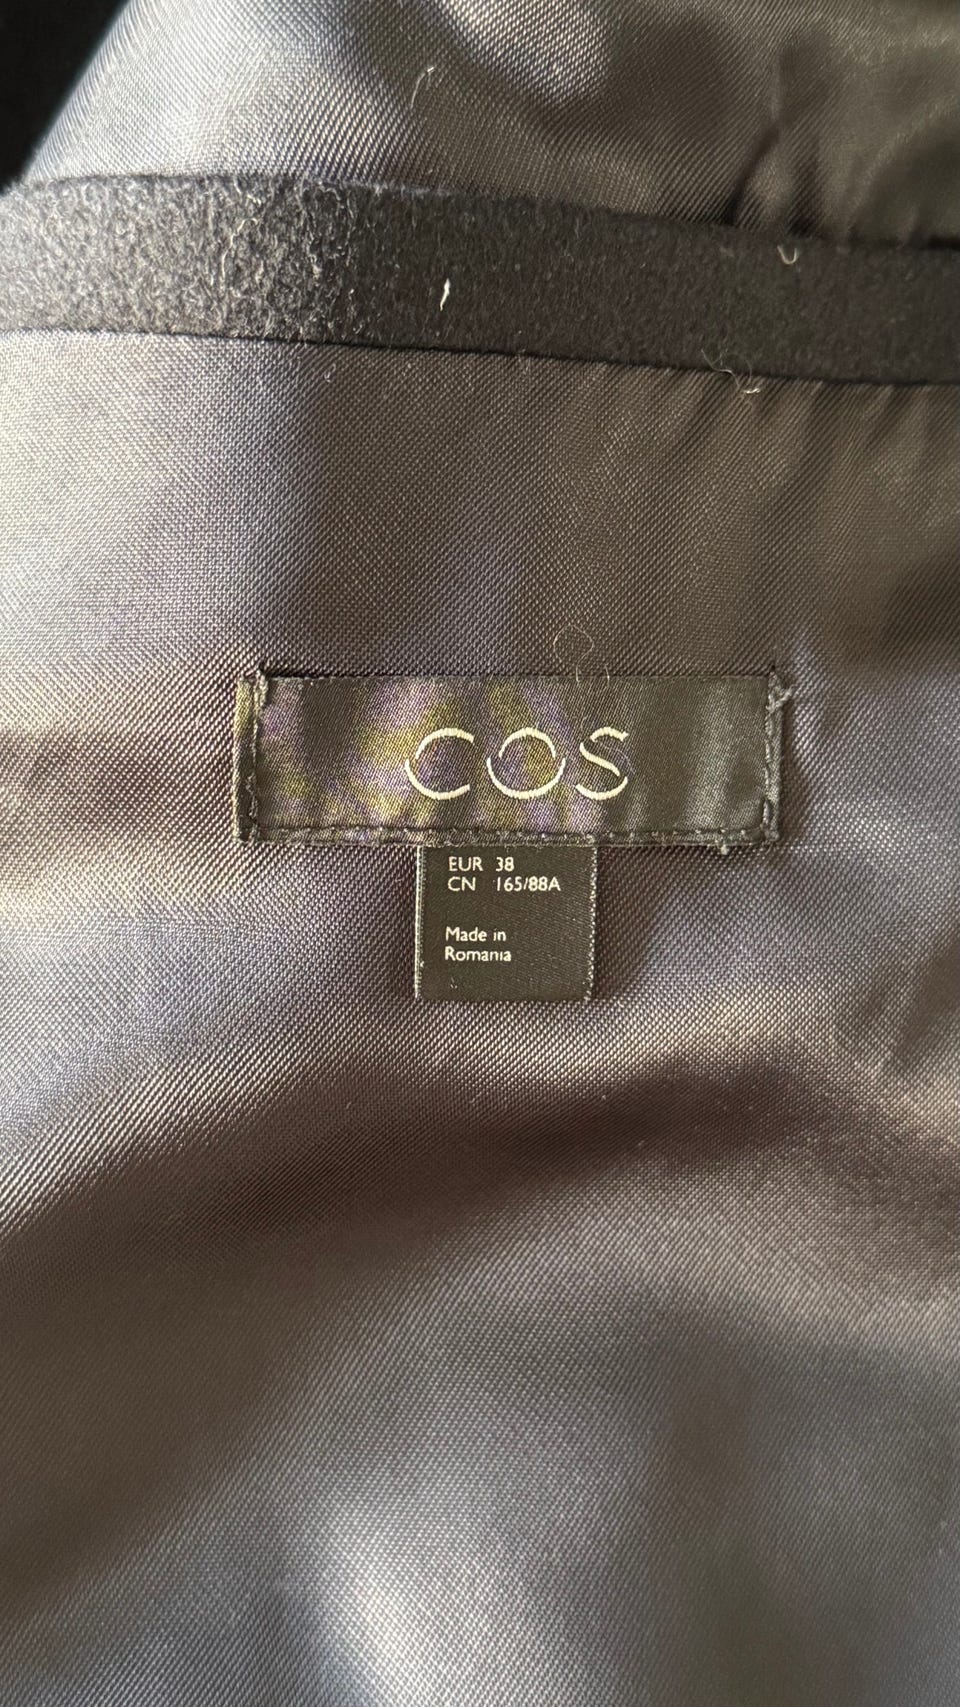 COS
EUR 38
CN 165/88A
Made in
Romania